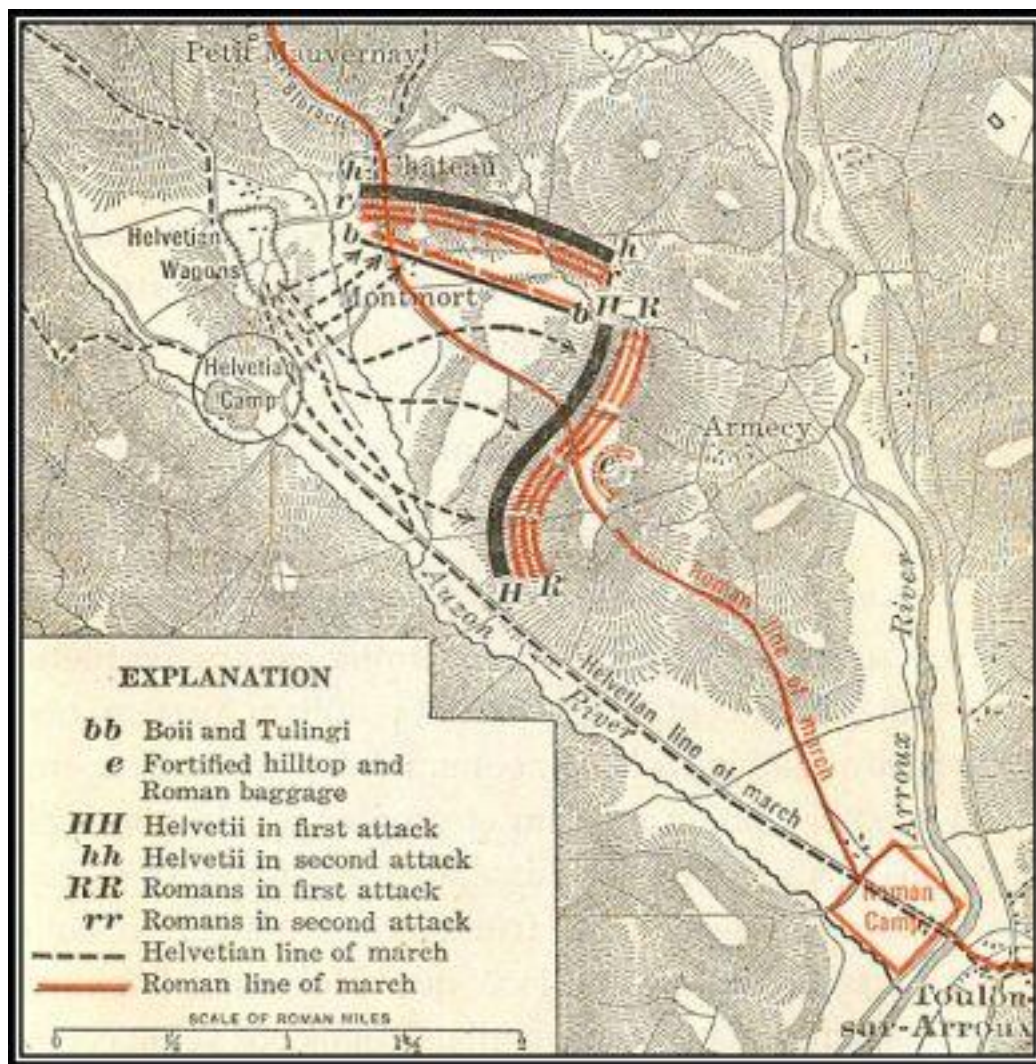 Petit Mauvernay
Bibracte
h Chateau
r
b
h
r
Helvetian
Wagons
Montmort
b H R
Helvetian
Camp
Armecy
e
H R
Auzon
River
Roman line of march
Helvetian line of march
Arroux River
Roman
Camp
Toulon-
sur-Arroux
EXPLANATION
bb Boii and Tulingi
e Fortified hilltop and
Roman baggage
HH Helvetii in first attack
hh Helvetii in second attack
RR Romans in first attack
rr Romans in second attack
Helvetian line of march
Roman line of march
SCALE OF ROMAN MILES
0 ½ 1 1½ 2